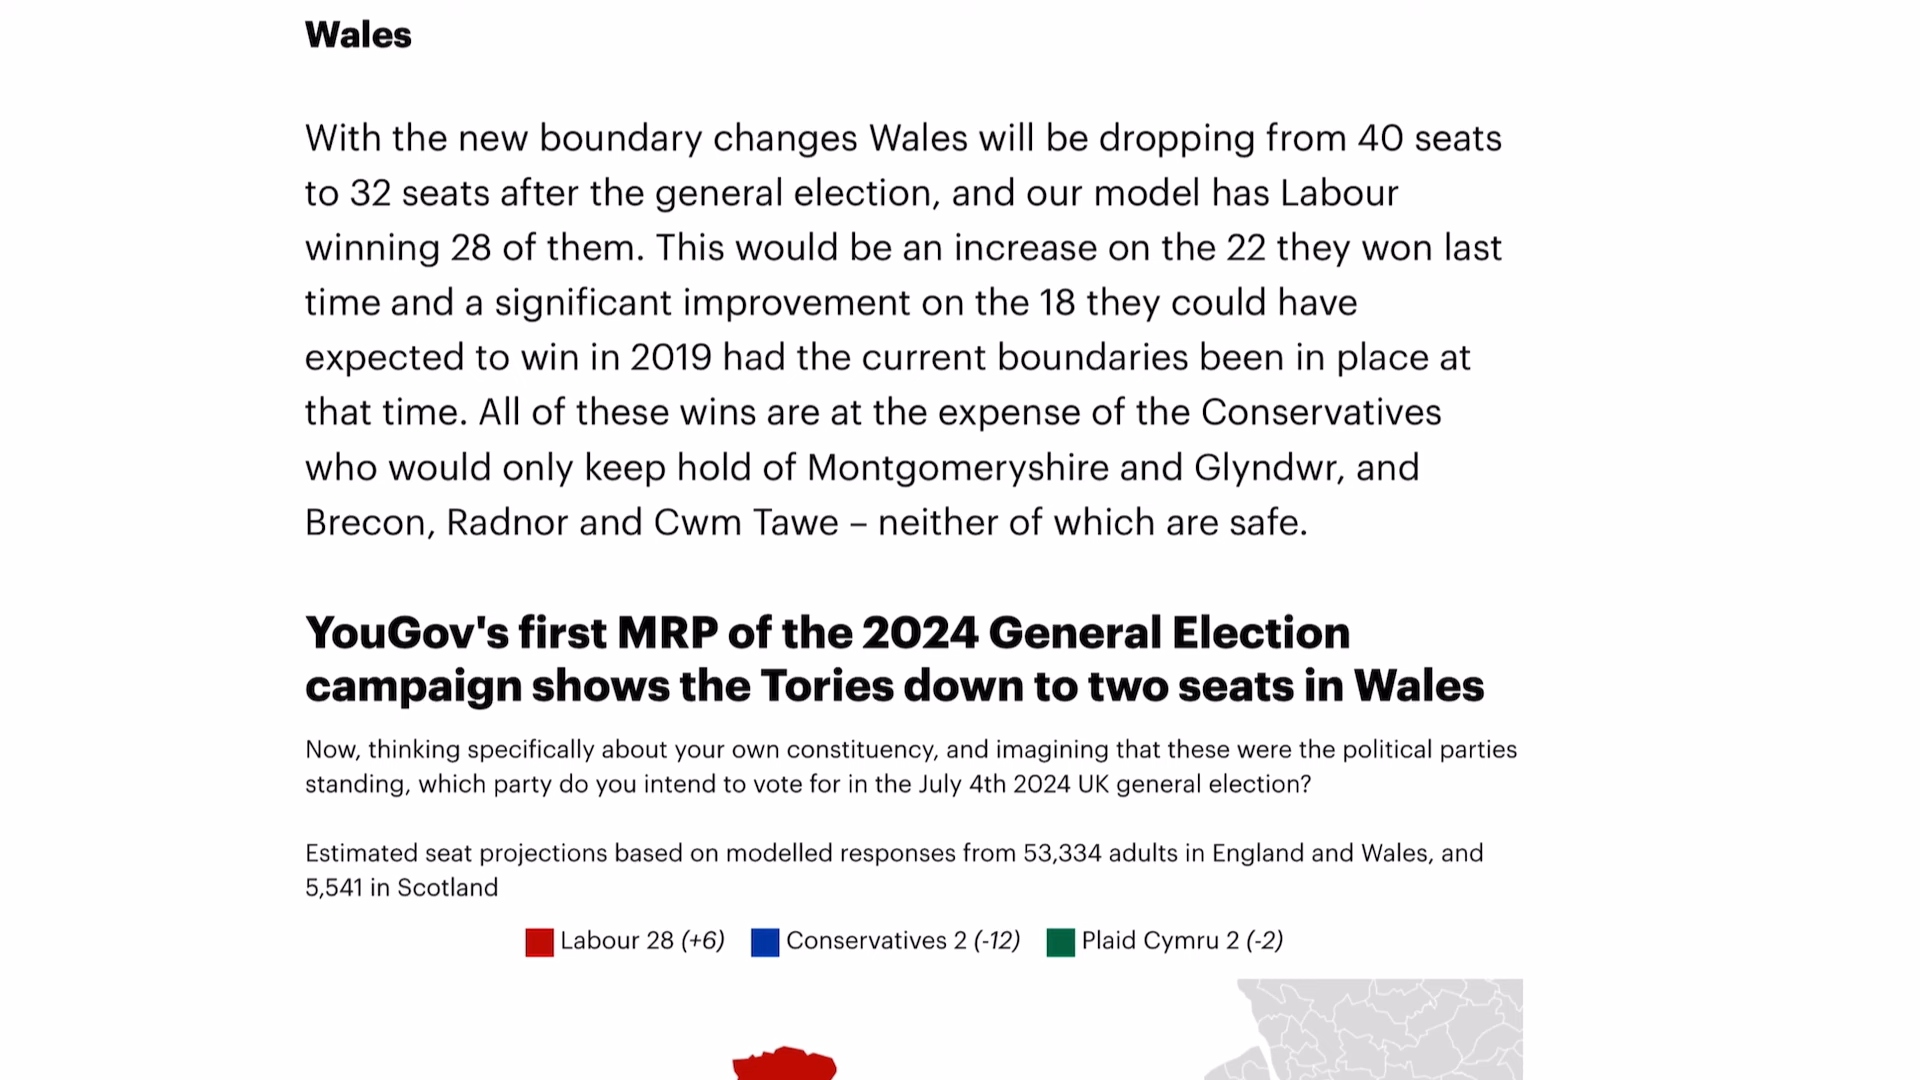 Wales
With the new boundary changes Wales will be dropping from 40 seats
to 32 seats after the general election, and our model has Labour
winning 28 of them. This would be an increase on the 22 they won last
time and a significant improvement on the 18 they could have
expected to win in 2019 had the current boundaries been in place at
that time. All of these wins are at the expense of the Conservatives
who would only keep hold of Montgomeryshire and Glyndwr, and
Brecon, Radnor and Cwm Tawe – neither of which are safe.
YouGov's first MRP of the 2024 General Election
campaign shows the Tories down to two seats in Wales
Now, thinking specifically about your own constituency, and imagining that these were the political parties
standing, which party do you intend to vote for in the July 4th 2024 UK general election?
Estimated seat projections based on modelled responses from 53,334 adults in England and Wales, and
5,541 in Scotland
Labour 28 (+6) Conservatives 2 (-12) Plaid Cymru 2 (-2)